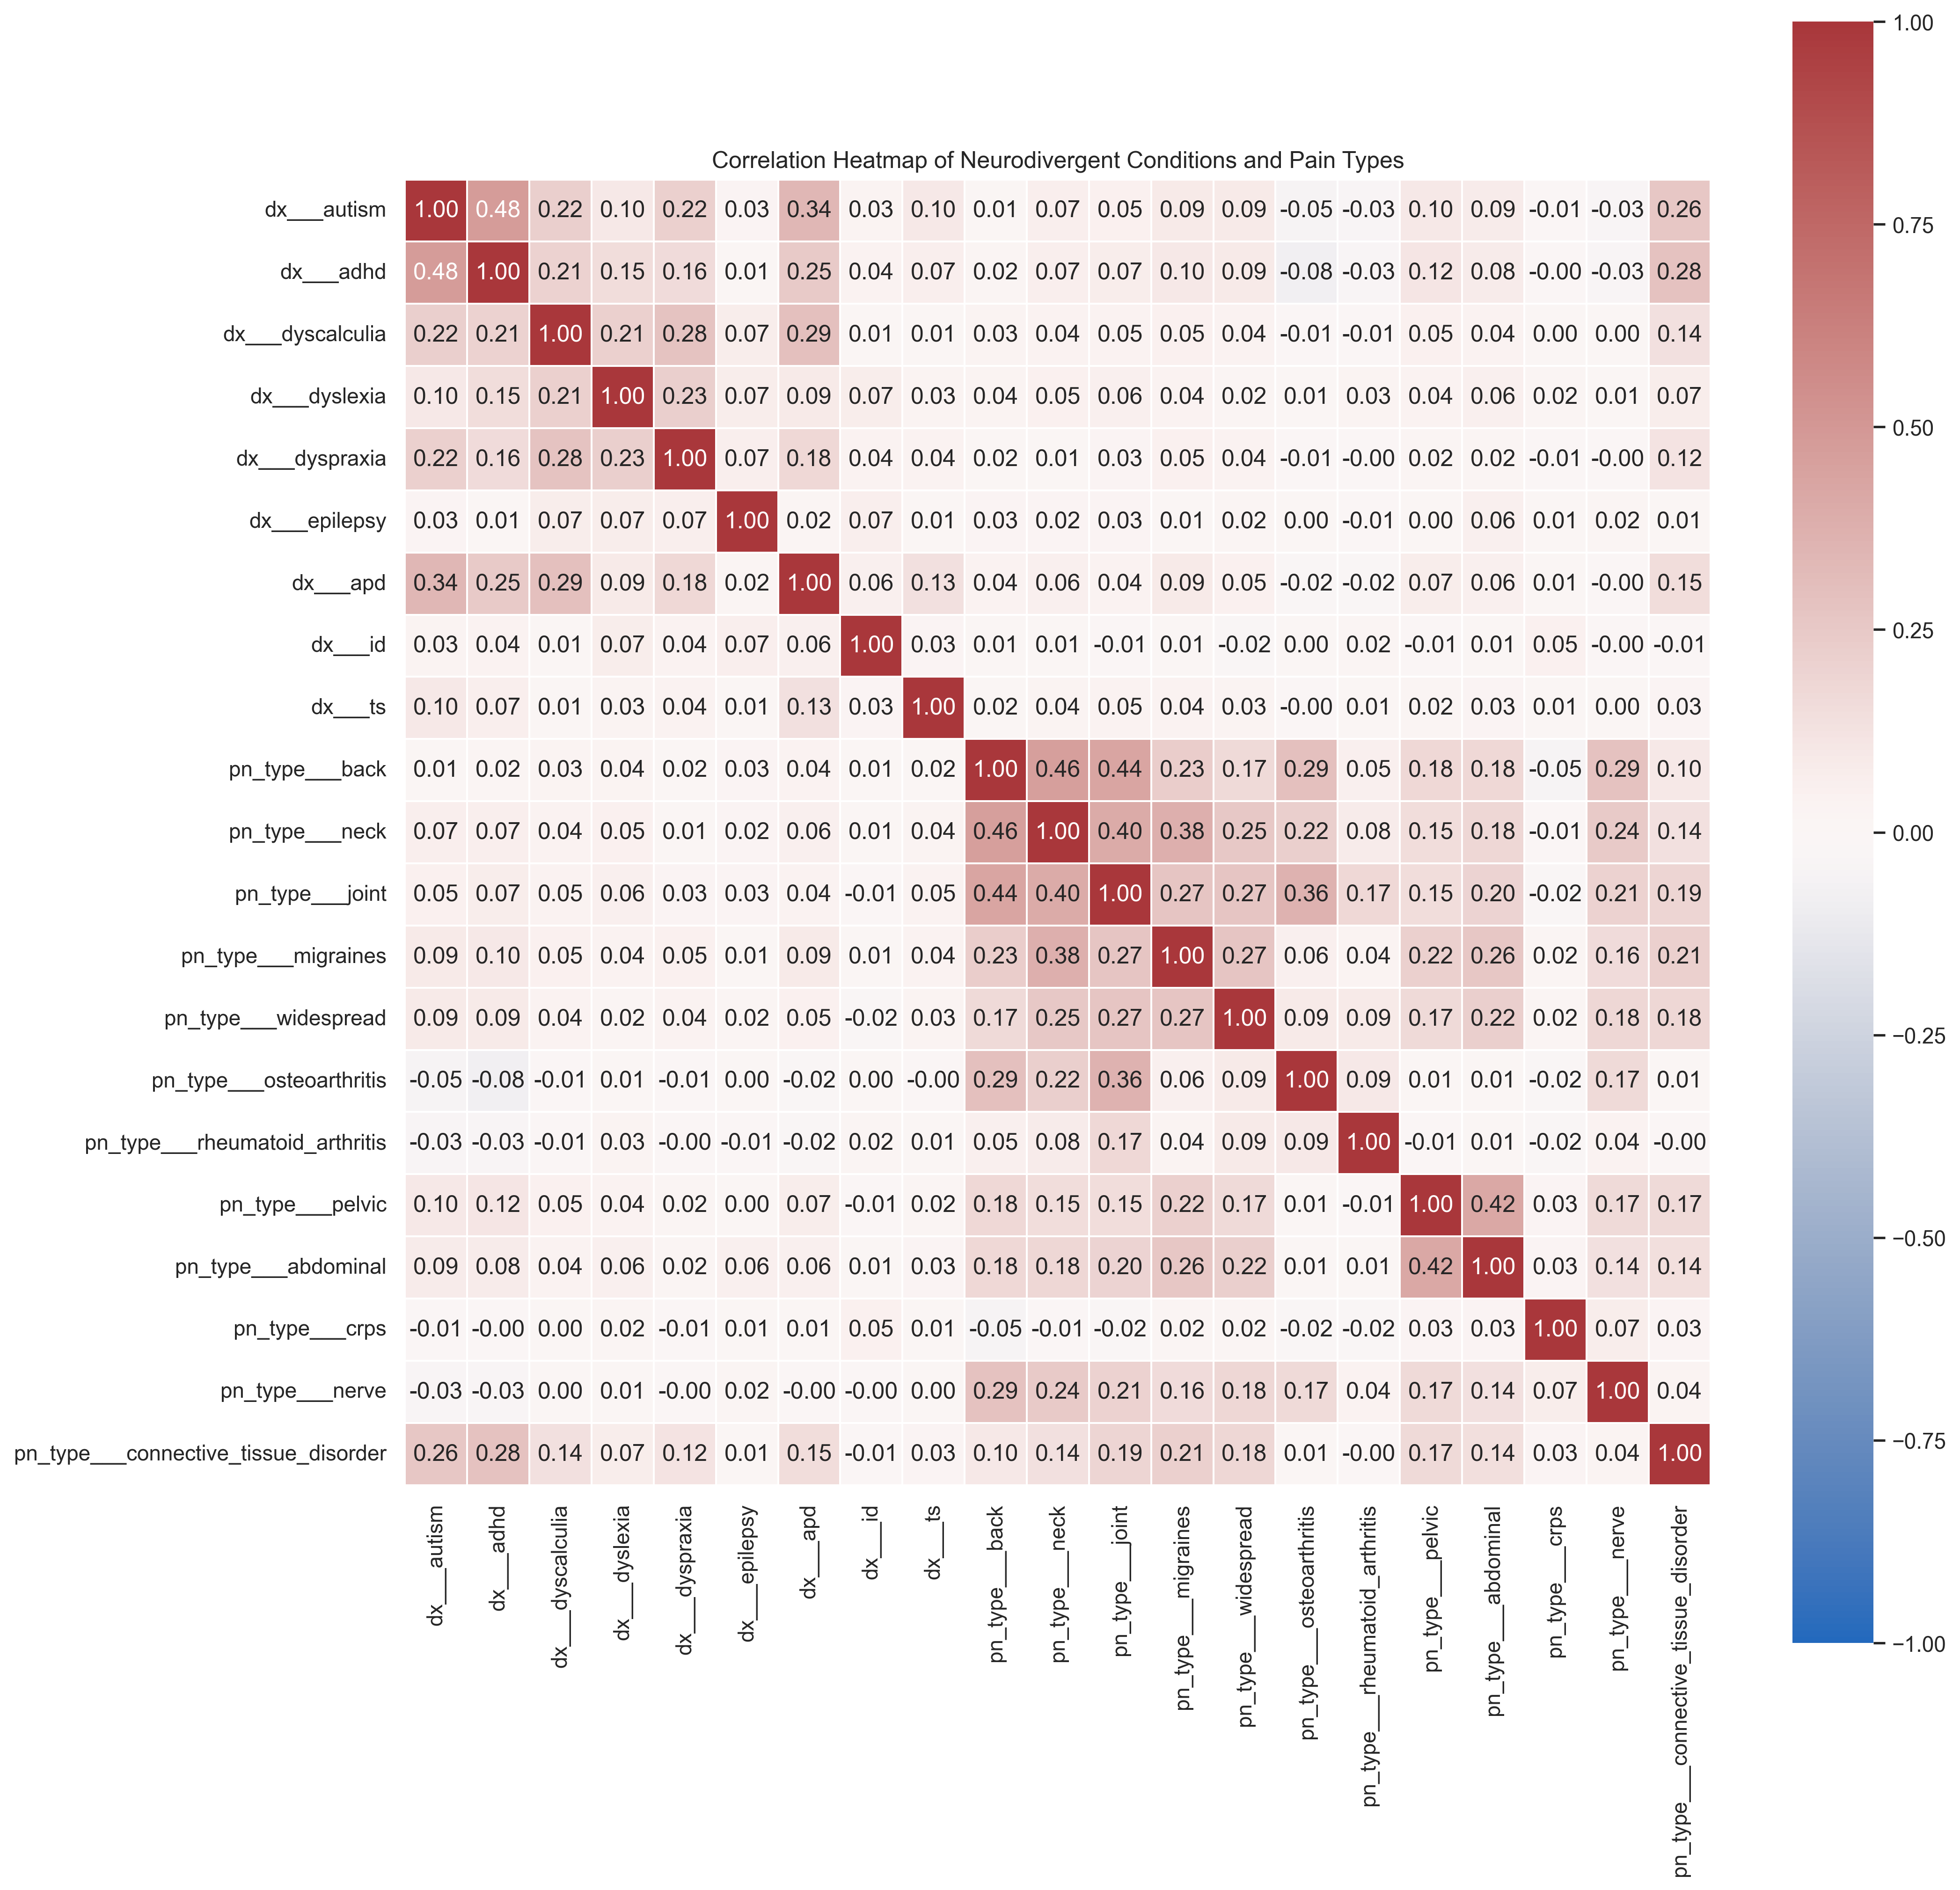 Correlation Heatmap of Neurodivergent Conditions and Pain Types
dx___autism 1.00 0.48 0.22 0.10 0.22 0.03 0.34 0.03 0.10 0.01 0.07 0.05 0.09 0.09 -0.05 -0.03 0.10 0.09 -0.01 -0.03 0.26
dx___adhd 0.48 1.00 0.21 0.15 0.16 0.01 0.25 0.04 0.07 0.02 0.07 0.07 0.10 0.09 -0.08 -0.03 0.12 0.08 -0.00 -0.03 0.28
dx___dyscalculia 0.22 0.21 1.00 0.21 0.28 0.07 0.29 0.01 0.01 0.03 0.04 0.05 0.05 0.04 -0.01 -0.01 0.05 0.04 0.00 0.00 0.14
dx___dyslexia 0.10 0.15 0.21 1.00 0.23 0.07 0.09 0.07 0.03 0.04 0.05 0.06 0.04 0.02 0.01 0.03 0.04 0.06 0.02 0.01 0.07
dx___dyspraxia 0.22 0.16 0.28 0.23 1.00 0.07 0.18 0.04 0.04 0.02 0.01 0.03 0.05 0.04 -0.01 -0.00 0.02 0.02 -0.01 -0.00 0.12
dx___epilepsy 0.03 0.01 0.07 0.07 0.07 1.00 0.02 0.07 0.01 0.03 0.02 0.03 0.01 0.02 0.00 -0.01 0.00 0.06 0.01 0.02 0.01
dx___apd 0.34 0.25 0.29 0.09 0.18 0.02 1.00 0.06 0.13 0.04 0.06 0.04 0.09 0.05 -0.02 -0.02 0.07 0.06 0.01 -0.00 0.15
dx___id 0.03 0.04 0.01 0.07 0.04 0.07 0.06 1.00 0.03 0.01 0.01 -0.01 0.01 -0.02 0.00 0.02 -0.01 0.01 0.05 -0.00 -0.01
dx___ts 0.10 0.07 0.01 0.03 0.04 0.01 0.13 0.03 1.00 0.02 0.04 0.05 0.04 0.03 -0.00 0.01 0.02 0.03 0.01 0.00 0.03
pn_type___back 0.01 0.02 0.03 0.04 0.02 0.03 0.04 0.01 0.02 1.00 0.46 0.44 0.23 0.17 0.29 0.05 0.18 0.18 -0.05 0.29 0.10
pn_type___neck 0.07 0.07 0.04 0.05 0.01 0.02 0.06 0.01 0.04 0.46 1.00 0.40 0.38 0.25 0.22 0.08 0.15 0.18 -0.01 0.24 0.14
pn_type___joint 0.05 0.07 0.05 0.06 0.03 0.03 0.04 -0.01 0.05 0.44 0.40 1.00 0.27 0.27 0.36 0.17 0.15 0.20 -0.02 0.21 0.19
pn_type___migraines 0.09 0.10 0.05 0.04 0.05 0.01 0.09 0.01 0.04 0.23 0.38 0.27 1.00 0.27 0.06 0.04 0.22 0.26 0.02 0.16 0.21
pn_type___widespread 0.09 0.09 0.04 0.02 0.04 0.02 0.05 -0.02 0.03 0.17 0.25 0.27 0.27 1.00 0.09 0.09 0.17 0.22 0.02 0.18 0.18
pn_type___osteoarthritis -0.05 -0.08 -0.01 0.01 -0.01 0.00 -0.02 0.00 -0.00 0.29 0.22 0.36 0.06 0.09 1.00 0.09 0.01 0.01 -0.02 0.17 0.01
pn_type___rheumatoid_arthritis -0.03 -0.03 -0.01 0.03 -0.00 -0.01 -0.02 0.02 0.01 0.05 0.08 0.17 0.04 0.09 0.09 1.00 -0.01 0.01 -0.02 0.04 -0.00
pn_type___pelvic 0.10 0.12 0.05 0.04 0.02 0.00 0.07 -0.01 0.02 0.18 0.15 0.15 0.22 0.17 0.01 -0.01 1.00 0.42 0.03 0.17 0.17
pn_type___abdominal 0.09 0.08 0.04 0.06 0.02 0.06 0.06 0.01 0.03 0.18 0.18 0.20 0.26 0.22 0.01 0.01 0.42 1.00 0.03 0.14 0.14
pn_type___crps -0.01 -0.00 0.00 0.02 -0.01 0.01 0.01 0.05 0.01 -0.05 -0.01 -0.02 0.02 0.02 -0.02 -0.02 0.03 0.03 1.00 0.07 0.03
pn_type___nerve -0.03 -0.03 0.00 0.01 -0.00 0.02 -0.00 -0.00 0.00 0.29 0.24 0.21 0.16 0.18 0.17 0.04 0.17 0.14 0.07 1.00 0.04
pn_type___connective_tissue_disorder 0.26 0.28 0.14 0.07 0.12 0.01 0.15 -0.01 0.03 0.10 0.14 0.19 0.21 0.18 0.01 -0.00 0.17 0.14 0.03 0.04 1.00
dx___autism
dx___adhd
dx___dyscalculia
dx___dyslexia
dx___dyspraxia
dx___epilepsy
dx___apd
dx___id
dx___ts
pn_type___back
pn_type___neck
pn_type___joint
pn_type___migraines
pn_type___widespread
pn_type___osteoarthritis
pn_type___rheumatoid_arthritis
pn_type___pelvic
pn_type___abdominal
pn_type___crps
pn_type___nerve
pn_type___connective_tissue_disorder
1.00
0.75
0.50
0.25
0.00
−0.25
−0.50
−0.75
−1.00